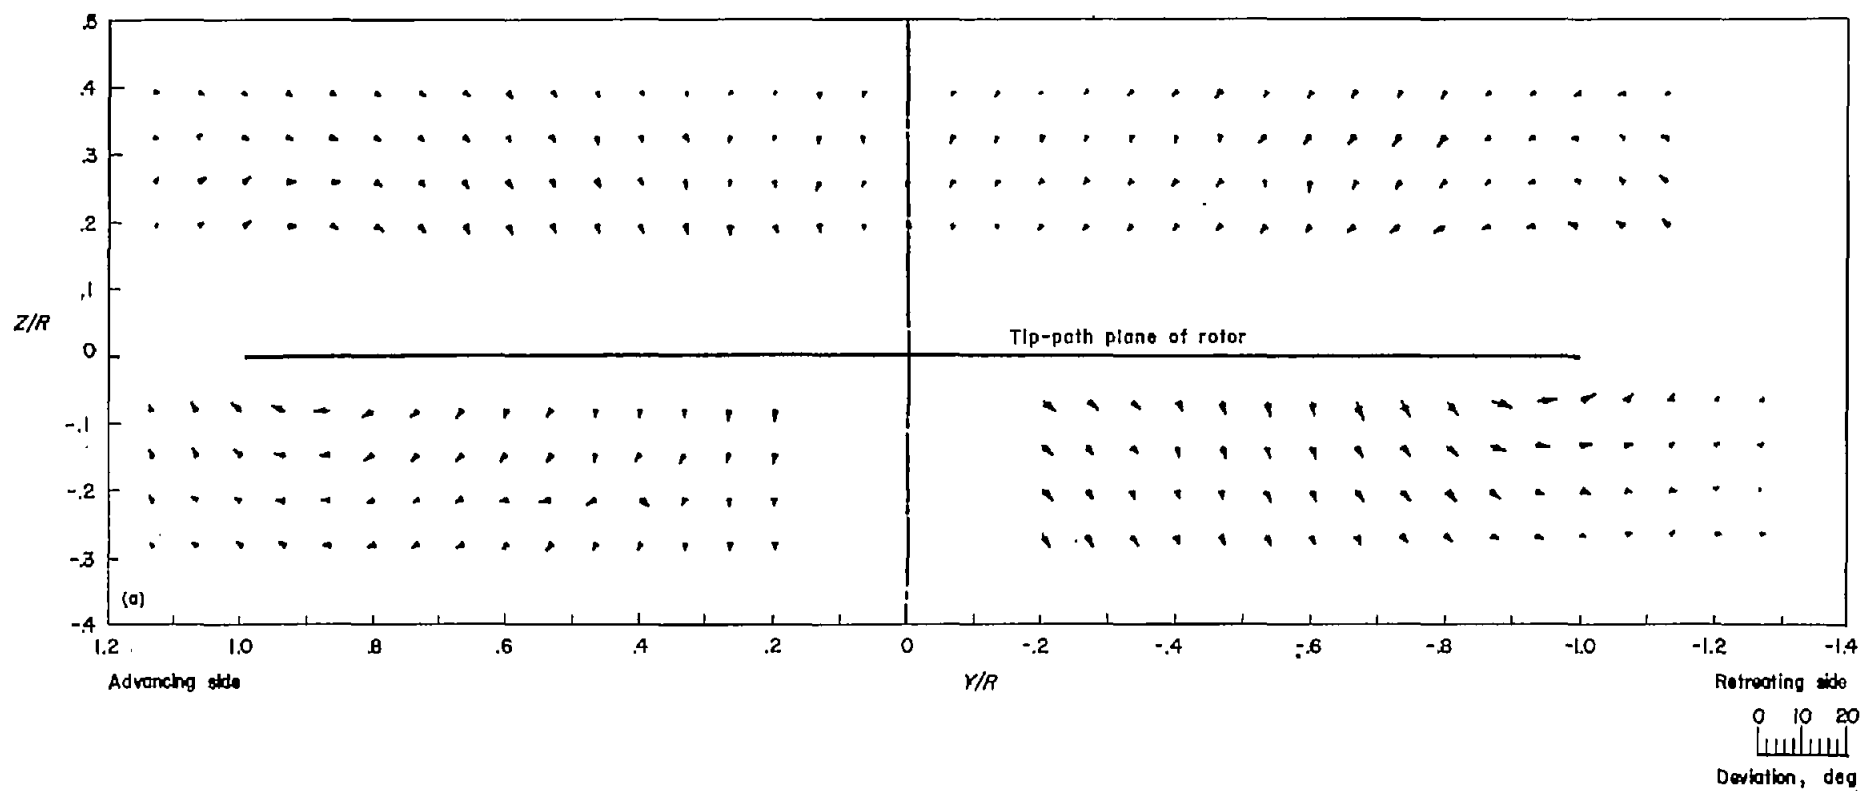 .5
.4
.3
.2
.1
Z/R
0
Tip-path plane of rotor
-.1
-.2
-.3
(a)
-.4
1.2 1.0 .8 .6 .4 .2 0 -.2 -.4 -.6 -.8 -1.0 -1.2 -1.4
Advancing side Y/R Retreating side
0 10 20
Deviation, deg